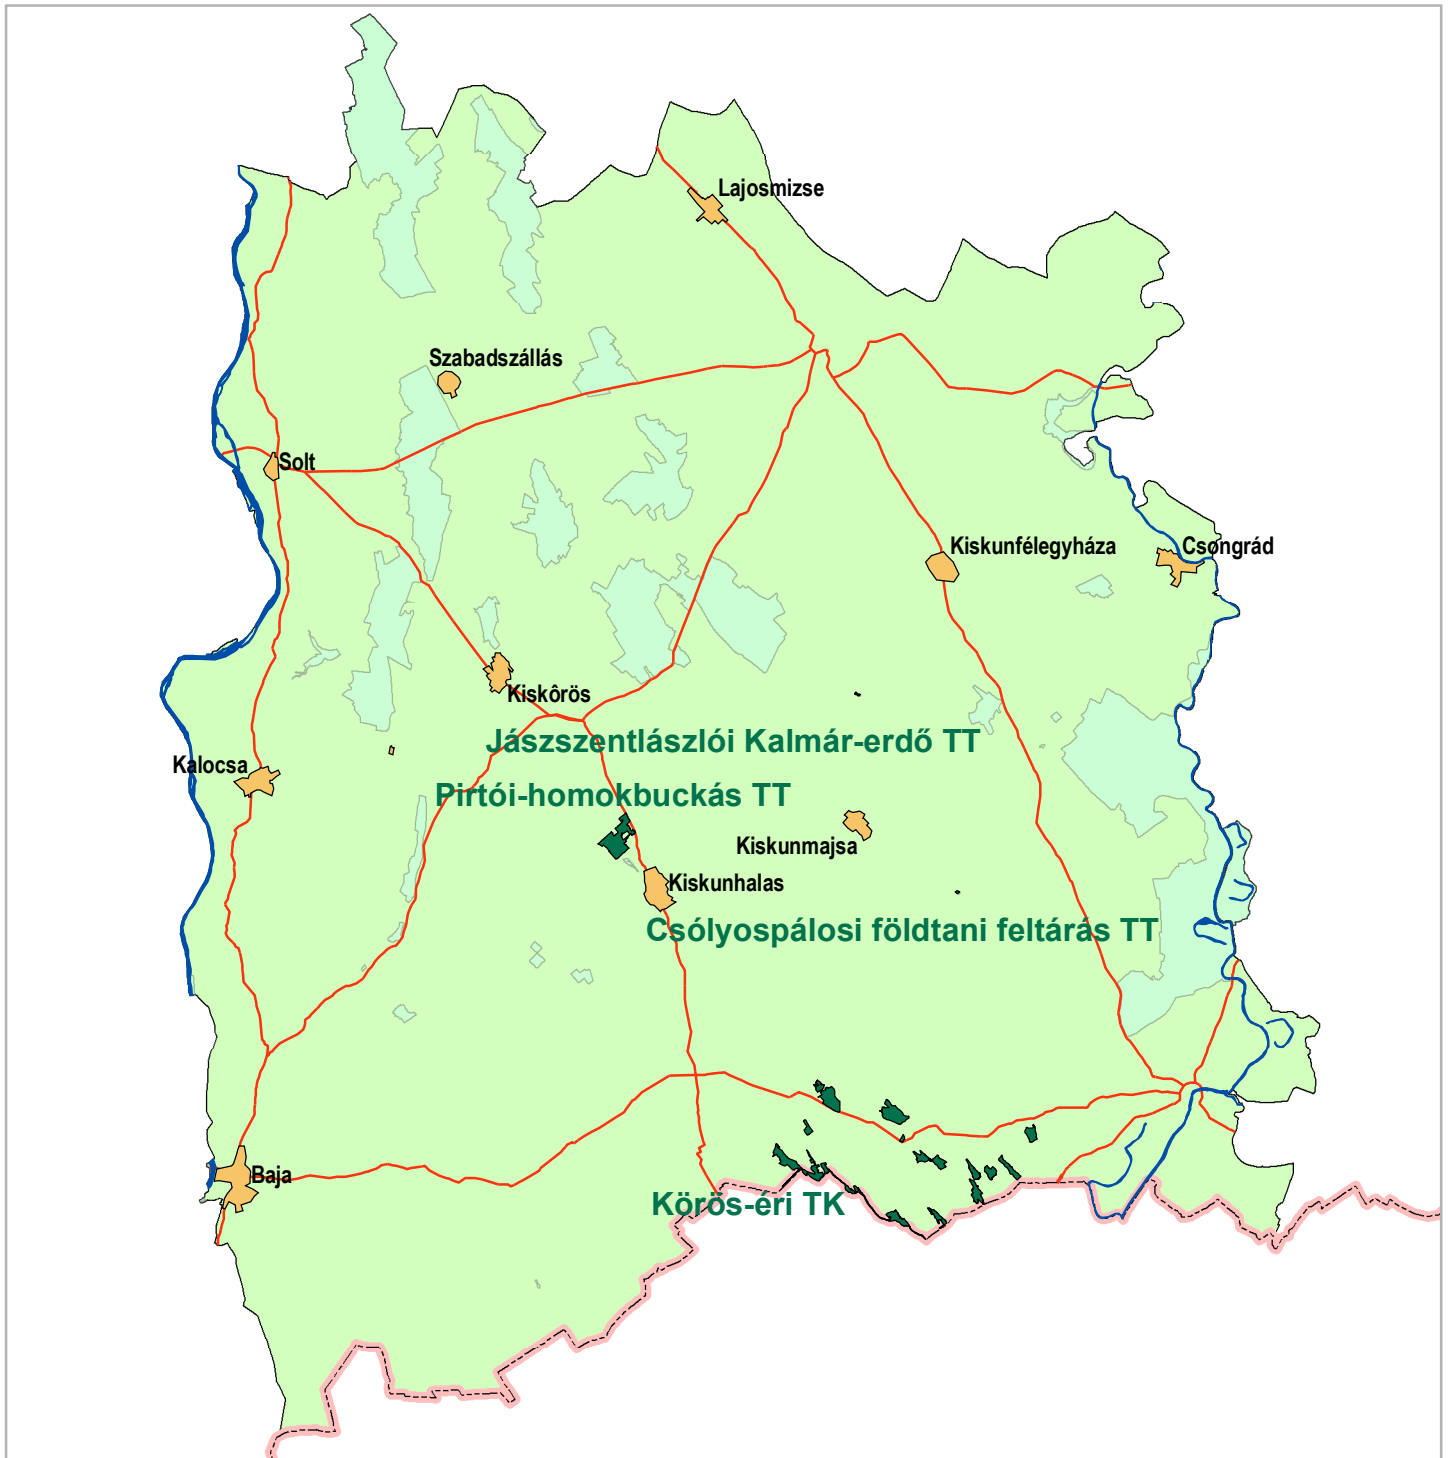 Lajosmizse
Szabadszállás
Solt
Kiskunfélegyháza
Csongrád
Kiskôrös
Jászszentlászlói Kalmár-erdő TT
Kalocsa
Pirtói-homokbuckás TT
Kiskunmajsa
Kiskunhalas
Csólyospálosi földtani feltárás TT
Baja
Körös-éri TK